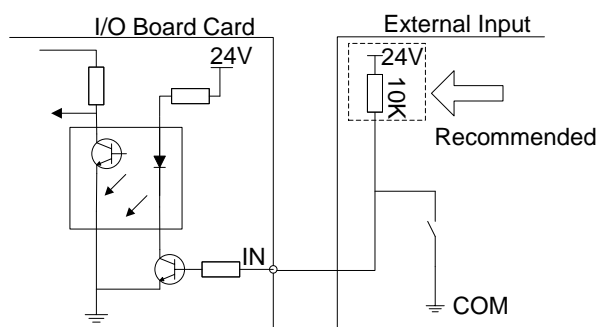 I/O Board Card
External Input
24V
24V
10K
Recommended
IN
COM